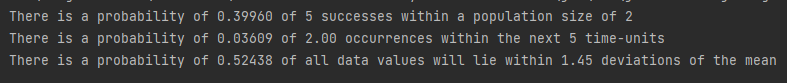 There is a probability of 0.39960 of 5 successes within a population size of 2
There is a probability of 0.03609 of 2.00 occurrences within the next 5 time-units
There is a probability of 0.52438 of all data values will lie within 1.45 deviations of the mean